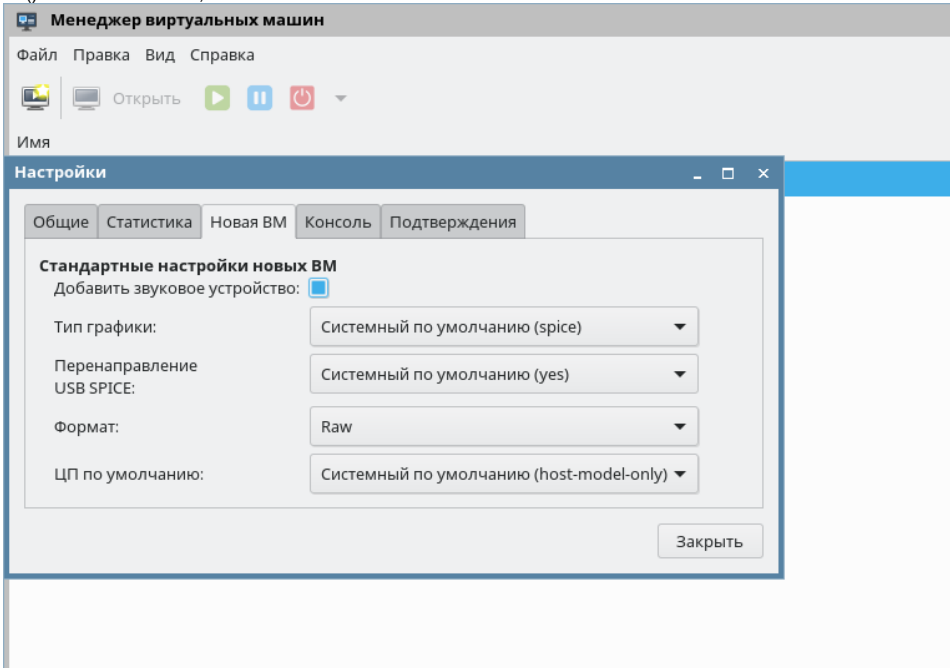 Менеджер виртуальных машин
Файл Правка Вид Справка
Открыть
Имя
Настройки
Общие Статистика Новая ВМ Консоль Подтверждения
Стандартные настройки новых ВМ
Добавить звуковое устройство:
Тип графики: Системный по умолчанию (spice)
Перенаправление
USB SPICE: Системный по умолчанию (yes)
Формат: Raw
ЦП по умолчанию: Системный по умолчанию (host-model-only)
Закрыть